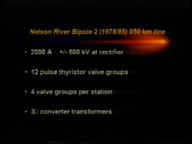 Nelson River Bipole 2 (1978/85) 950 km line
• 2000 A +/- 500 kV at rectifier
• 12 pulse thyristor valve groups
• 4 valve groups per station
• converter transformers